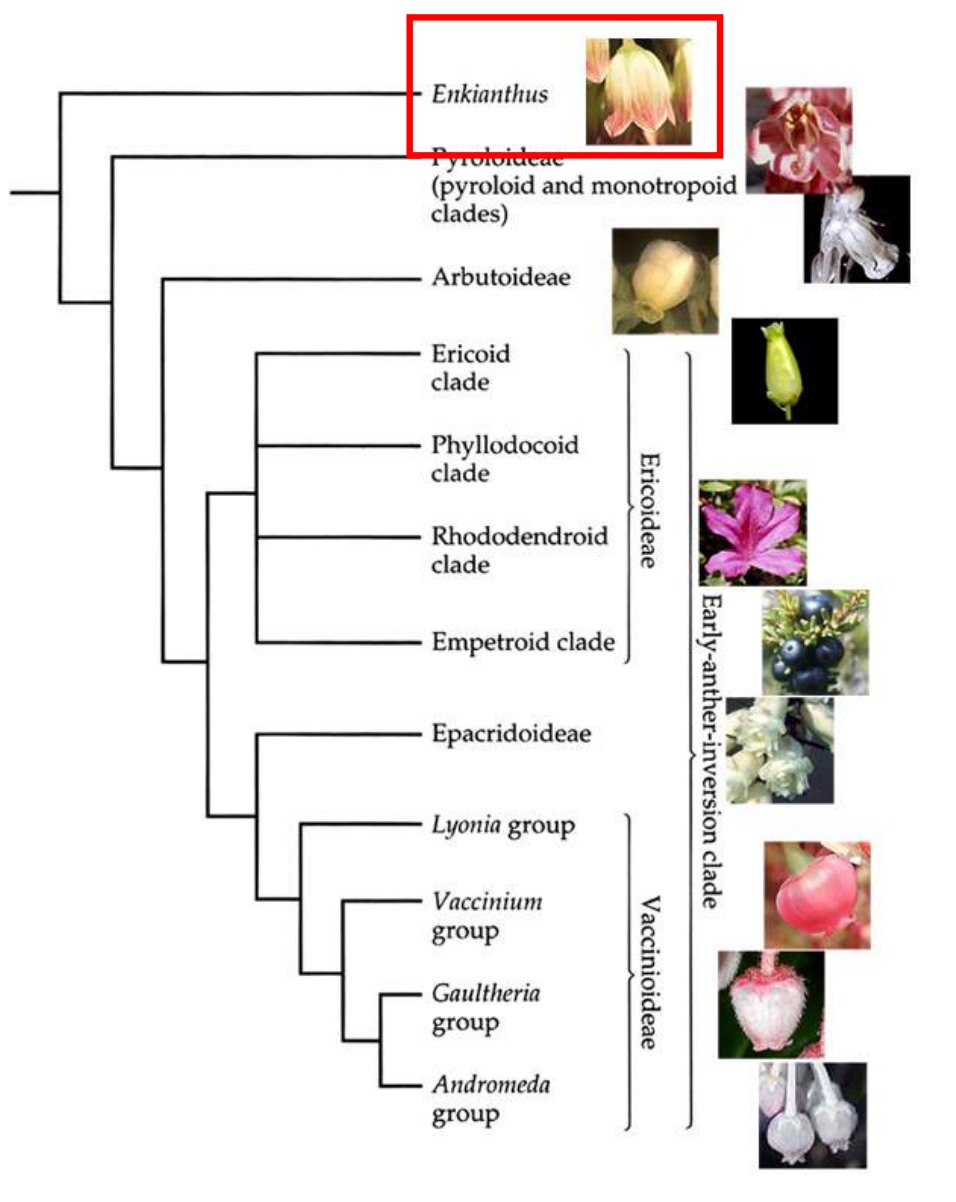 Enkianthus
Pyroloideae
(pyroloid and monotropoid
clades)
Arbutoideae
Ericoid
clade
Phyllodocoid
clade
Rhododendroid
clade
Empetroid clade
Ericoideae
Epacridoideae
Lyonia group
Vaccinium
group
Gaultheria
group
Andromeda
group
Vaccinioideae
Early-anther-inversion clade